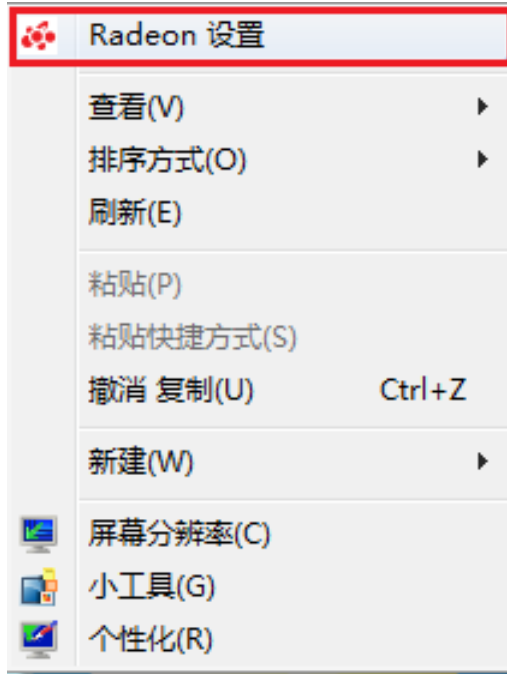 Radeon 设置
查看(V)
排序方式(O)
刷新(E)
粘贴(P)
粘贴快捷方式(S)
撤消 复制(U) Ctrl+Z
新建(W)
屏幕分辨率(C)
小工具(G)
个性化(R)